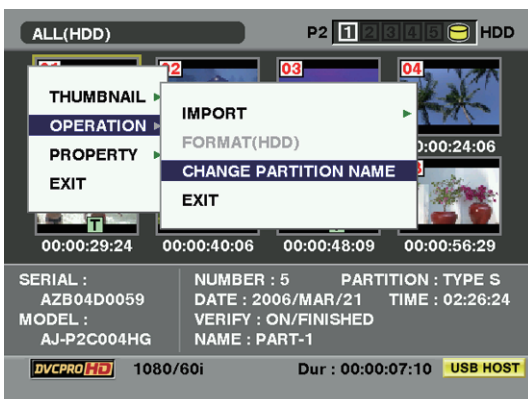 ALL(HDD) P2 1 2 3 4 5 HDD
02 03 04
THUMBNAIL
OPERATION
PROPERTY
EXIT
IMPORT
FORMAT(HDD)
CHANGE PARTITION NAME
EXIT
:00:24:06
T
00:00:29:24 00:00:40:06 00:00:48:09 00:00:56:29
SERIAL : NUMBER : 5 PARTITION : TYPE S
AZB04D0059 DATE : 2006/MAR/21 TIME : 02:26:24
MODEL : VERIFY : ON/FINISHED
AJ-P2C004HG NAME : PART-1
DVCPRO HD 1080/60i Dur : 00:00:07:10 USB HOST